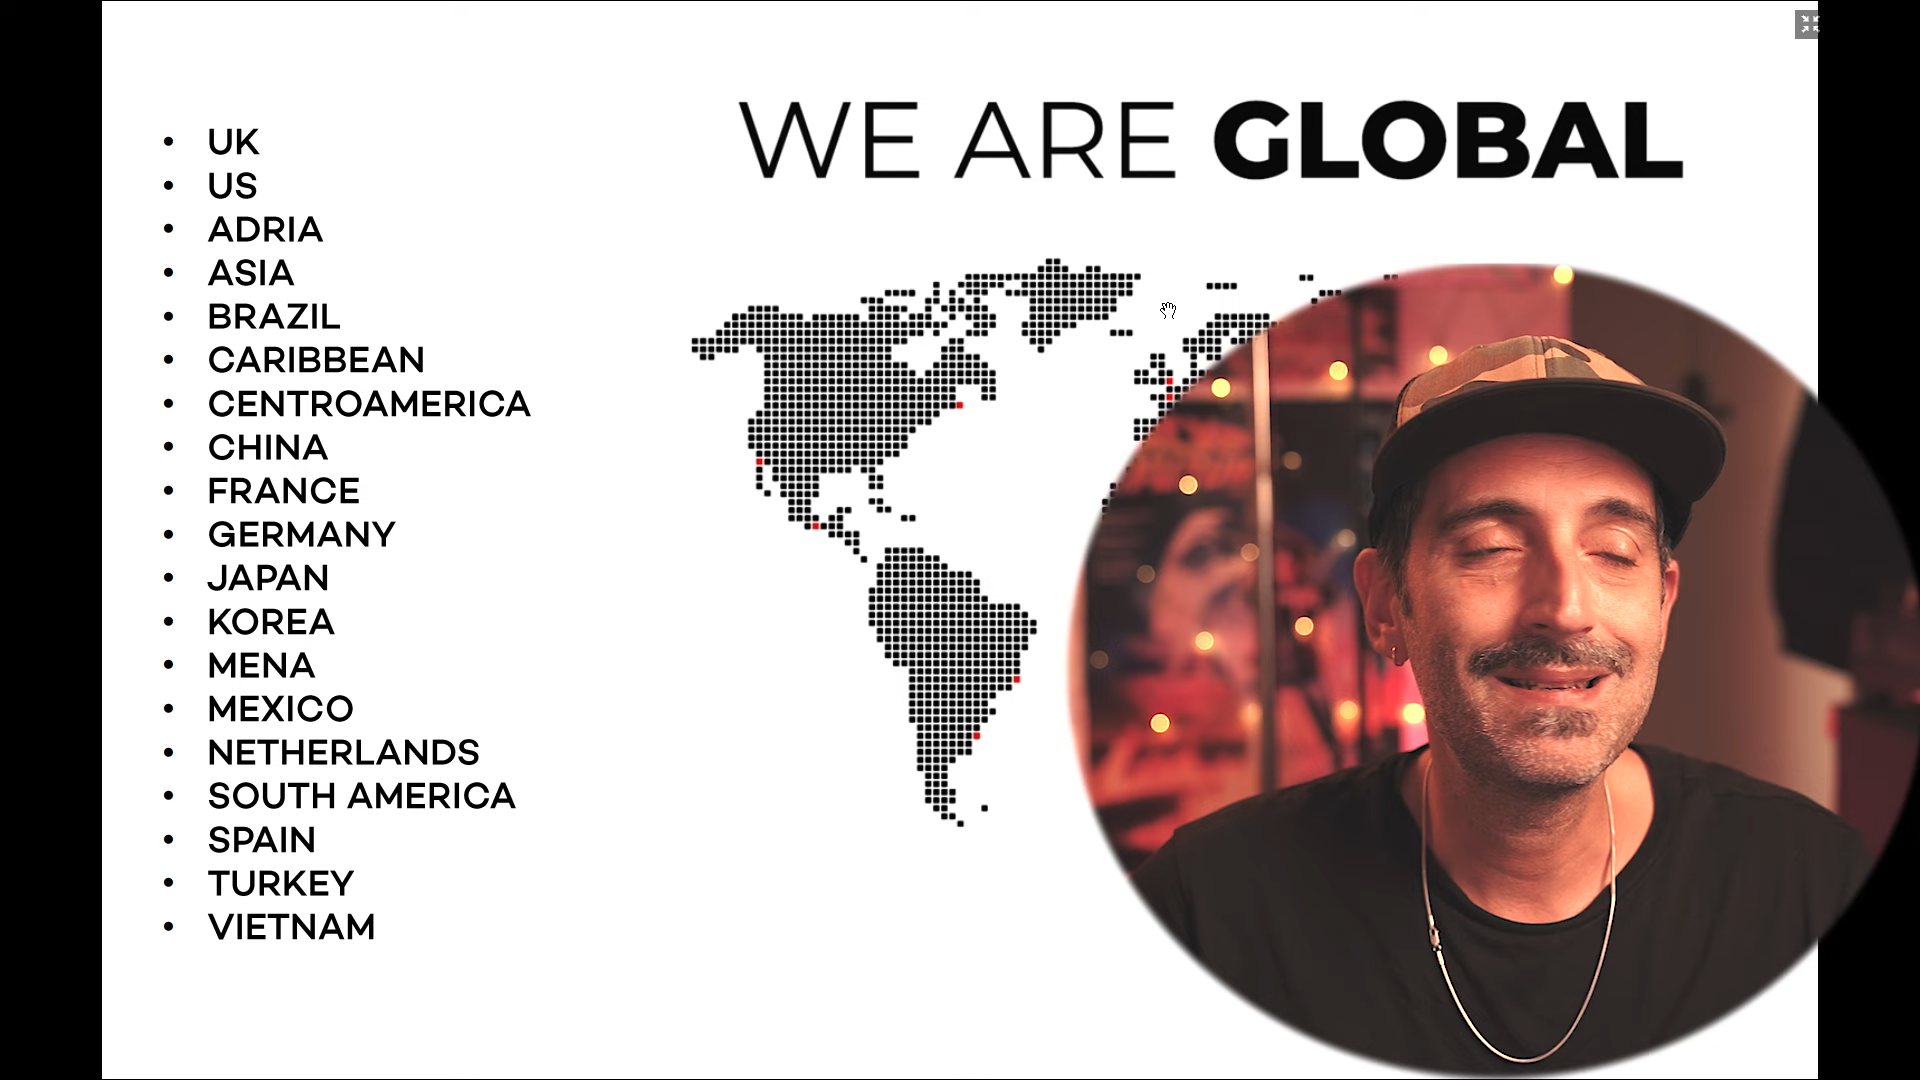 WE ARE GLOBAL
UK
US
ADRIA
ASIA
BRAZIL
CARIBBEAN
CENTROAMERICA
CHINA
FRANCE
GERMANY
JAPAN
KOREA
MENA
MEXICO
NETHERLANDS
SOUTH AMERICA
SPAIN
TURKEY
VIETNAM